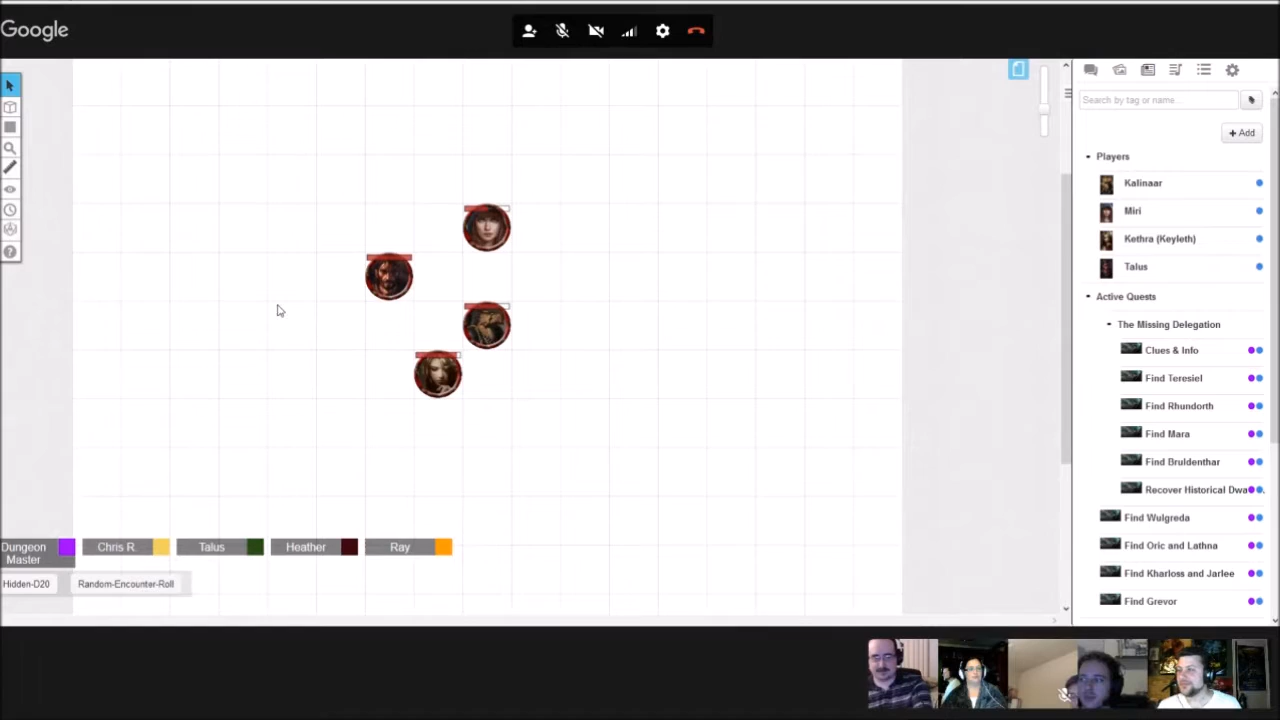 Google
Search by tag or name...
+ Add
Players
Kalinaar
Miri
Kethra (Keyleth)
Talus
Active Quests
The Missing Delegation
Clues & Info
Find Teresiel
Find Rhundorth
Find Mara
Find Bruldenthar
Recover Historical Dwa
Find Wulgreda
Find Oric and Lathna
Find Kharloss and Jarlee
Find Grevor
Dungeon Master
Chris R.
Talus
Heather
Ray
Hidden-D20
Random-Encounter-Roll